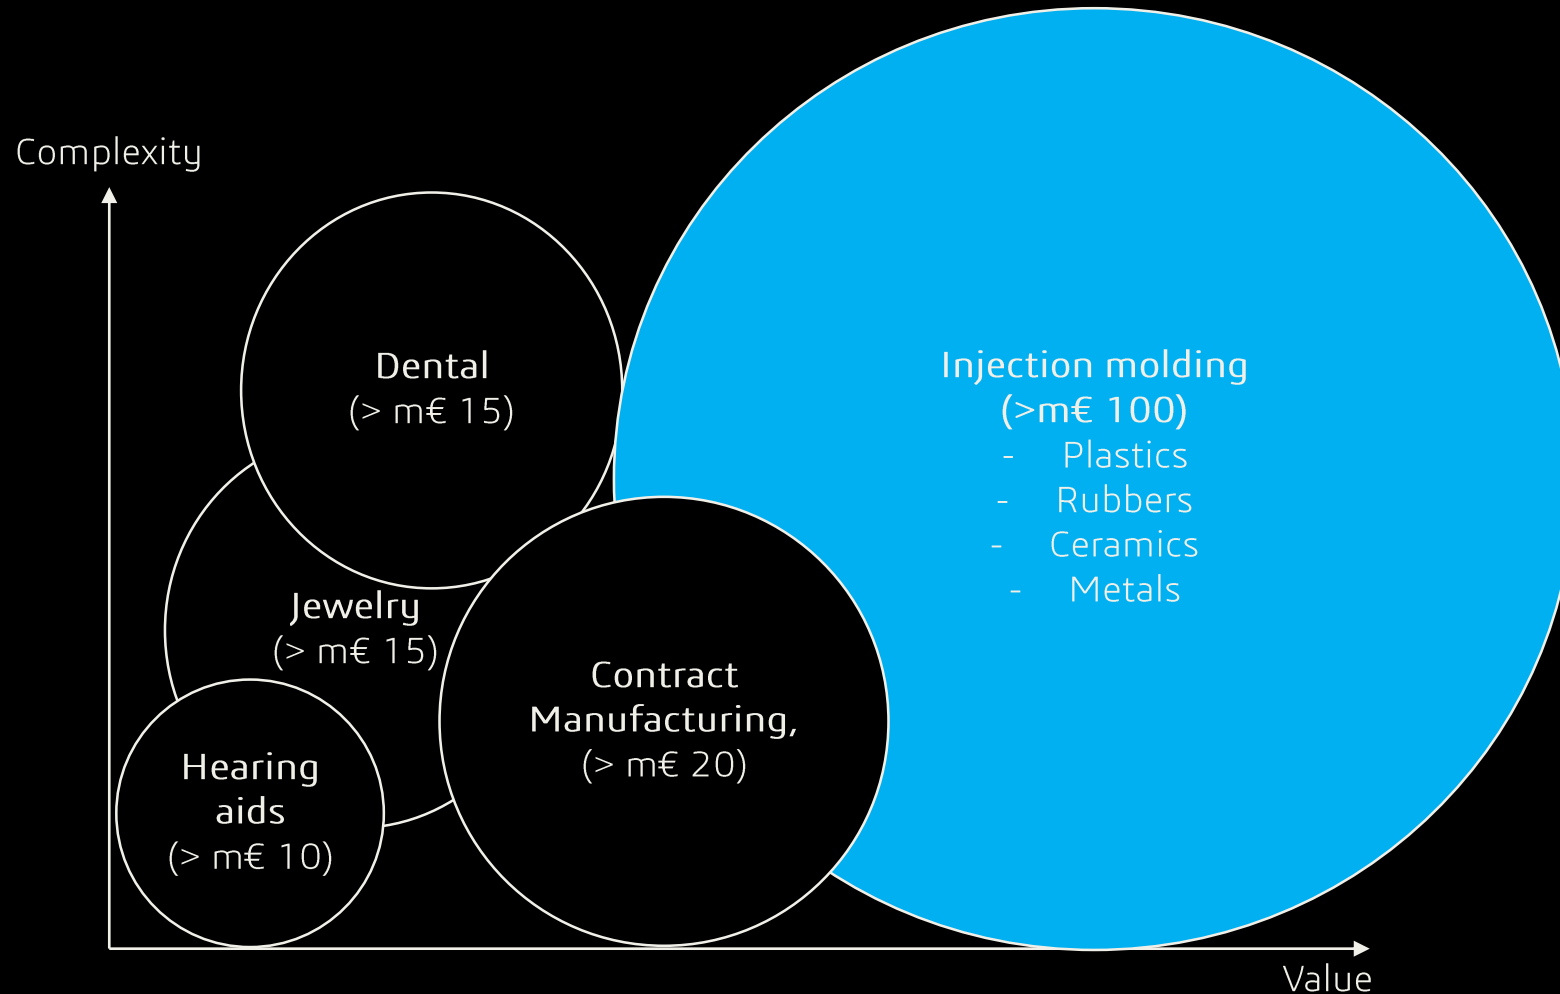 Complexity
Dental
(> m€ 15)
Injection molding
(>m€ 100)
- Plastics
- Rubbers
- Ceramics
- Metals
Jewelry
(> m€ 15)
Contract
Manufacturing,
(> m€ 20)
Hearing
aids
(> m€ 10)
Value